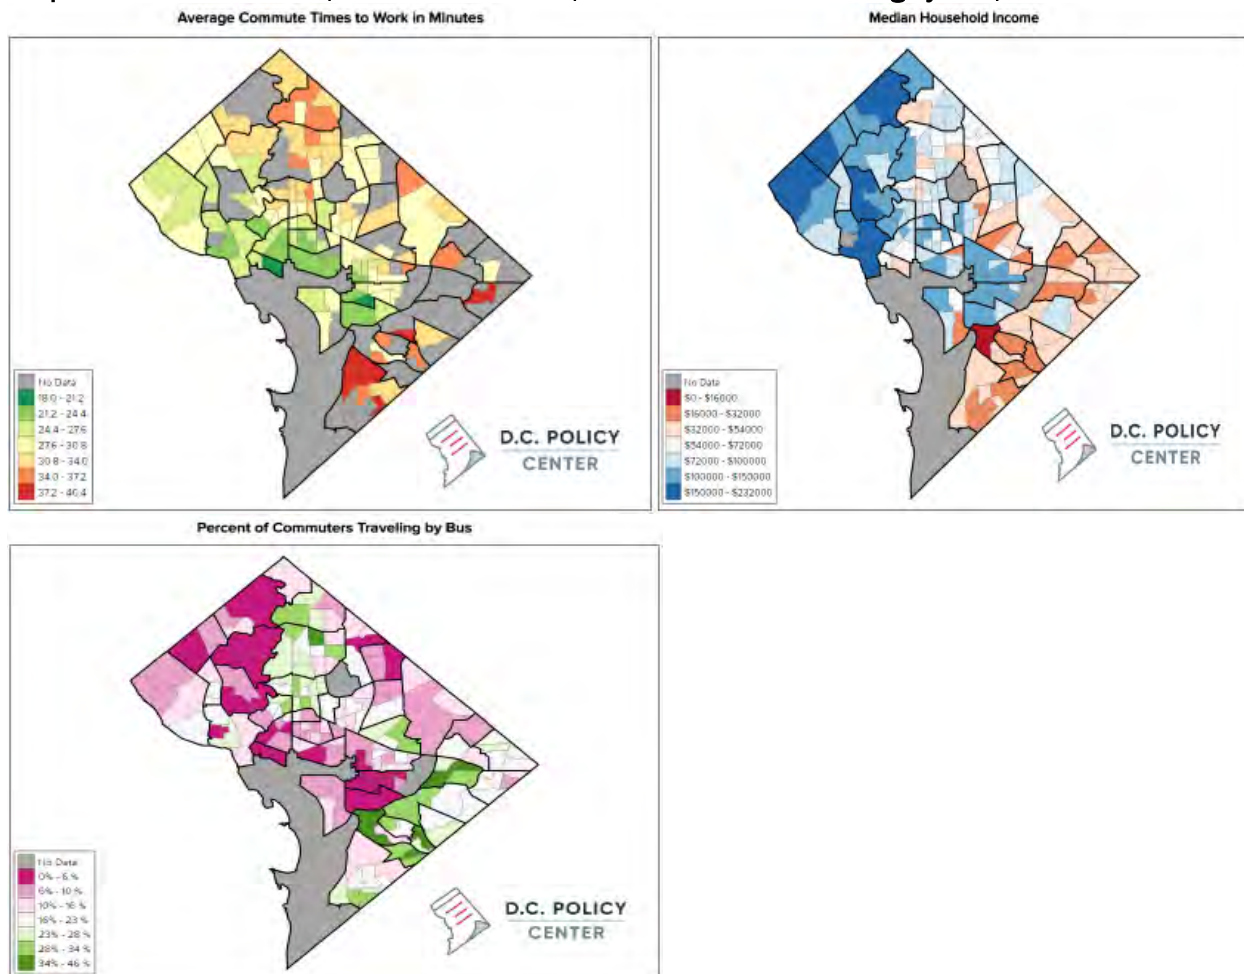 Average Commute Times to Work in Minutes
Median Household Income
No Data
18.0 - 21.2
21.2 - 24.4
24.4 - 27.6
27.6 - 30.8
30.8 - 34.0
34.0 - 37.2
37.2 - 46.4
D.C. POLICY
CENTER
No Data
$0 - $16000
$16000 - $32000
$32000 - $54000
$54000 - $72000
$72000 - $100000
$100000 - $150000
$150000 - $232000
D.C. POLICY
CENTER
Percent of Commuters Traveling by Bus
No Data
0% - 6 %
6% - 10 %
10% - 16 %
16% - 23 %
23% - 28 %
28% - 34 %
34% - 46 %
D.C. POLICY
CENTER